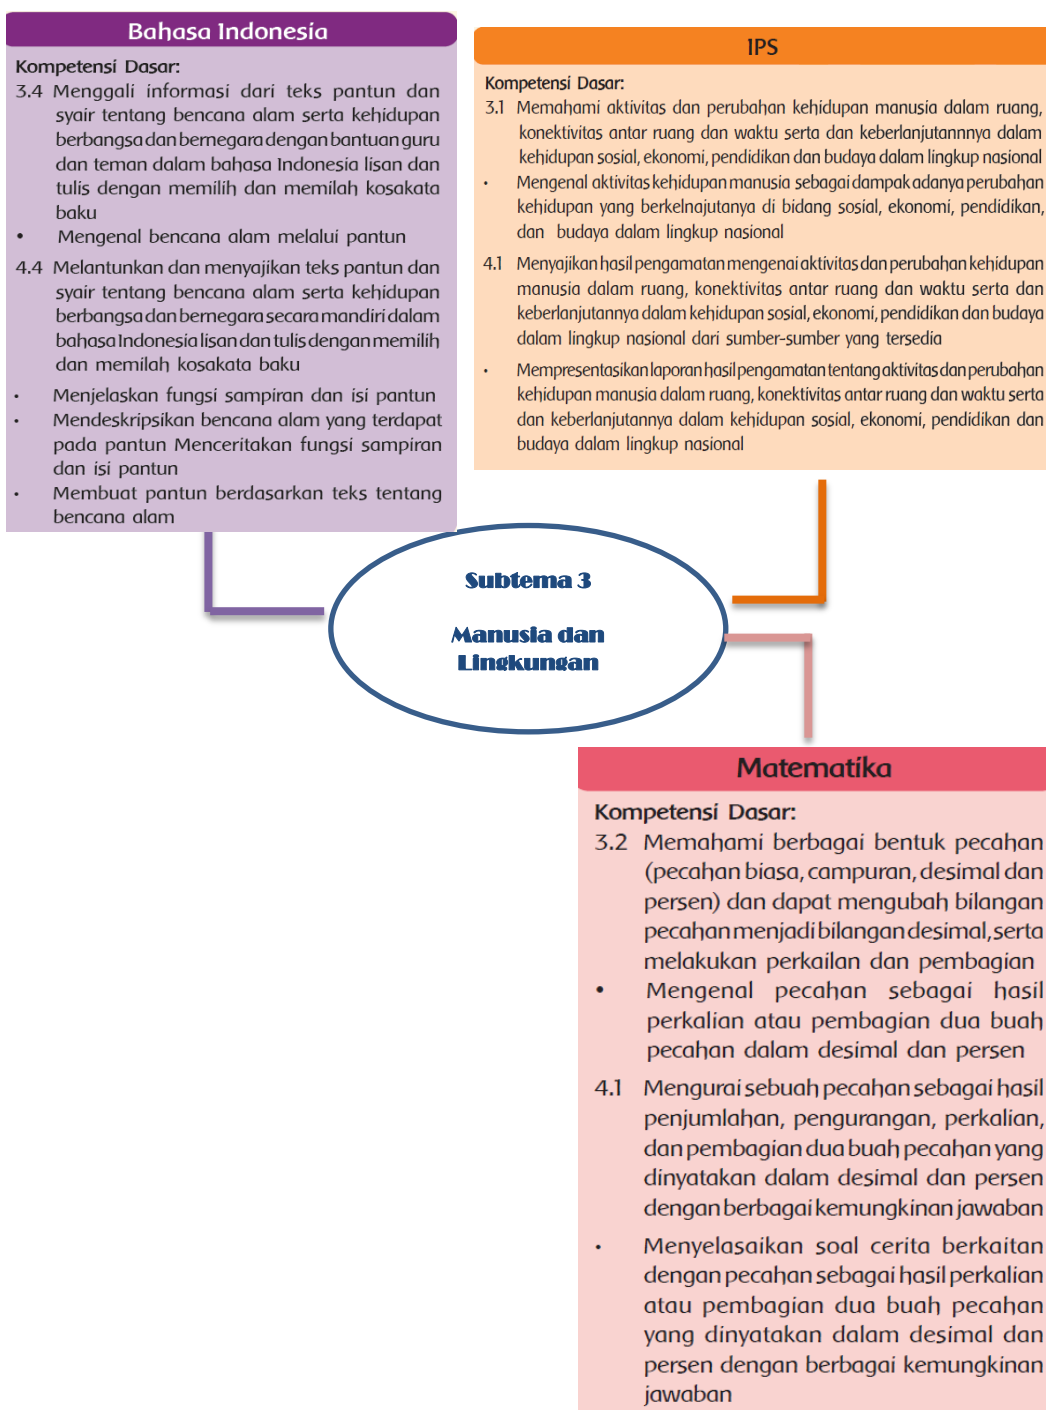 Bahasa Indonesia
Kompetensi Dasar:
3.4 Menggali informasi dari teks pantun dan
syair tentang bencana alam serta kehidupan
berbangsa dan bernegara dengan bantuan guru
dan teman dalam bahasa Indonesia lisan dan
tulis dengan memilih dan memilah kosakata
baku
• Mengenal bencana alam melalui pantun
4.4 Melantunkan dan menyajikan teks pantun dan
syair tentang bencana alam serta kehidupan
berbangsa dan bernegara secara mandiri dalam
bahasa Indonesia lisan dan tulis dengan memilih
dan memilah kosakata baku
• Menjelaskan fungsi sampiran dan isi pantun
• Mendeskripsikan bencana alam yang terdapat
pada pantun Menceritakan fungsi sampiran
dan isi pantun
• Membuat pantun berdasarkan teks tentang
bencana alam
IPS
Kompetensi Dasar:
3.1 Memahami aktivitas dan perubahan kehidupan manusia dalam ruang,
konektivitas antar ruang dan waktu serta dan keberlanjutannnya dalam
kehidupan sosial, ekonomi, pendidikan dan budaya dalam lingkup nasional
• Mengenal aktivitas kehidupan manusia sebagai dampak adanya perubahan
kehidupan yang berkelnajutanya di bidang sosial, ekonomi, pendidikan,
dan budaya dalam lingkup nasional
4.1 Menyajikan hasil pengamatan mengenai aktivitas dan perubahan kehidupan
manusia dalam ruang, konektivitas antar ruang dan waktu serta dan
keberlanjutannya dalam kehidupan sosial, ekonomi, pendidikan dan budaya
dalam lingkup nasional dari sumber-sumber yang tersedia
• Mempresentasikan laporan hasil pengamatan tentang aktivitas dan perubahan
kehidupan manusia dalam ruang, konektivitas antar ruang dan waktu serta
dan keberlanjutannya dalam kehidupan sosial, ekonomi, pendidikan dan
budaya dalam lingkup nasional
Subtema 3
Manusia dan
Lingkungan
Matematika
Kompetensi Dasar:
3.2 Memahami berbagai bentuk pecahan
(pecahan biasa, campuran, desimal dan
persen) dan dapat mengubah bilangan
pecahan menjadi bilangan desimal, serta
melakukan perkailan dan pembagian
• Mengenal pecahan sebagai hasil
perkalian atau pembagian dua buah
pecahan dalam desimal dan persen
4.1 Mengurai sebuah pecahan sebagai hasil
penjumlahan, pengurangan, perkalian,
dan pembagian dua buah pecahan yang
dinyatakan dalam desimal dan persen
dengan berbagai kemungkinan jawaban
• Menyelasaikan soal cerita berkaitan
dengan pecahan sebagai hasil perkalian
atau pembagian dua buah pecahan
yang dinyatakan dalam desimal dan
persen dengan berbagai kemungkinan
jawaban